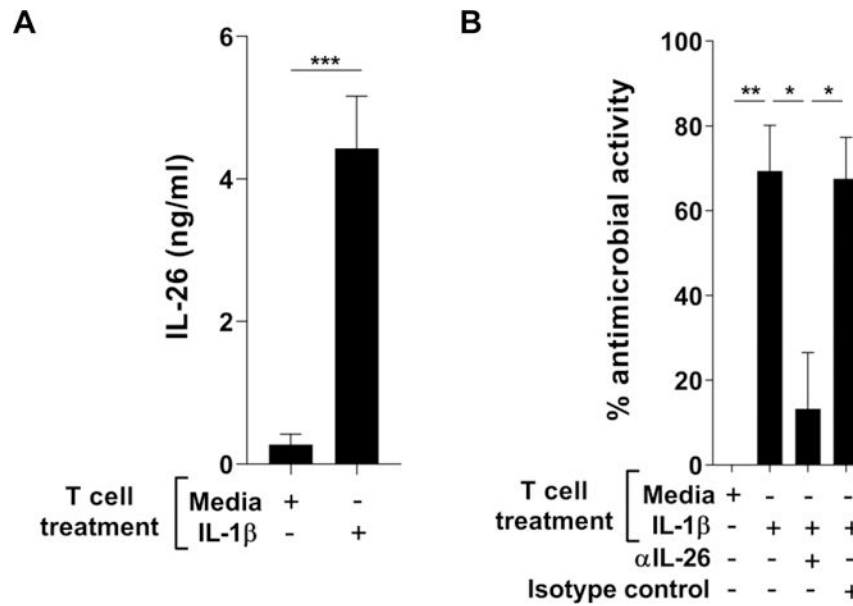 A
IL-26 (ng/ml)
6
4
2
0
***
T cell treatment
Media + -
IL-1β - +
B
% antimicrobial activity
100
80
60
40
20
0
** * *
T cell treatment
Media + - - -
IL-1β - + + +
αIL-26 - - + -
Isotype control - - - +